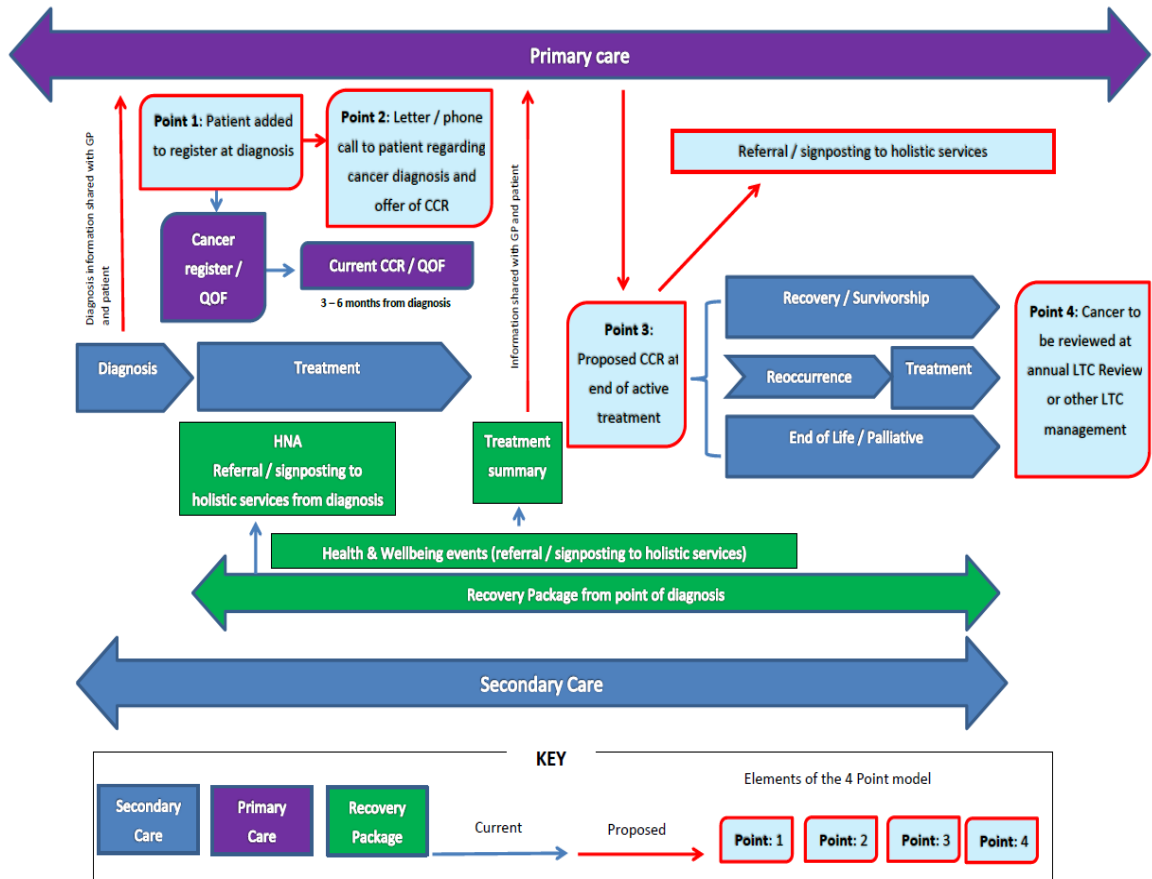 Primary care
Diagnosis information shared with GP
and patient
Point 1: Patient added
to register at diagnosis
Point 2: Letter / phone
call to patient regarding
cancer diagnosis and
offer of CCR
Cancer
register /
QOF
Current CCR / QOF
3 – 6 months from diagnosis
Information shared with GP and patient
Referral / signposting to holistic services
Diagnosis
Treatment
Point 3:
Proposed CCR at
end of active
treatment
Recovery / Survivorship
Reoccurrence
Treatment
End of Life / Palliative
Point 4: Cancer to
be reviewed at
annual LTC Review
or other LTC
management
HNA
Referral / signposting to
holistic services from diagnosis
Treatment
summary
Health & Wellbeing events (referral / signposting to holistic services)
Recovery Package from point of diagnosis
Secondary Care
KEY
Secondary
Care
Primary
Care
Recovery
Package
Current
Proposed
Elements of the 4 Point model
Point: 1
Point: 2
Point: 3
Point: 4